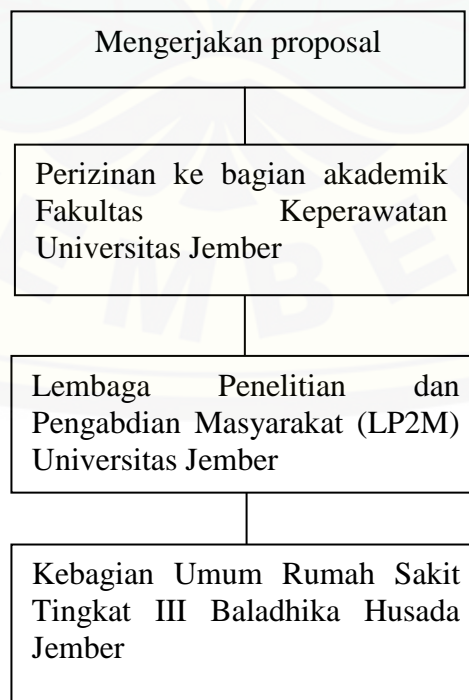 Mengerjakan proposal
Perizinan ke bagian akademik
Fakultas Keperawatan
Universitas Jember
Lembaga Penelitian dan
Pengabdian Masyarakat (LP2M)
Universitas Jember
Kebagian Umum Rumah Sakit
Tingkat III Baladhika Husada
Jember